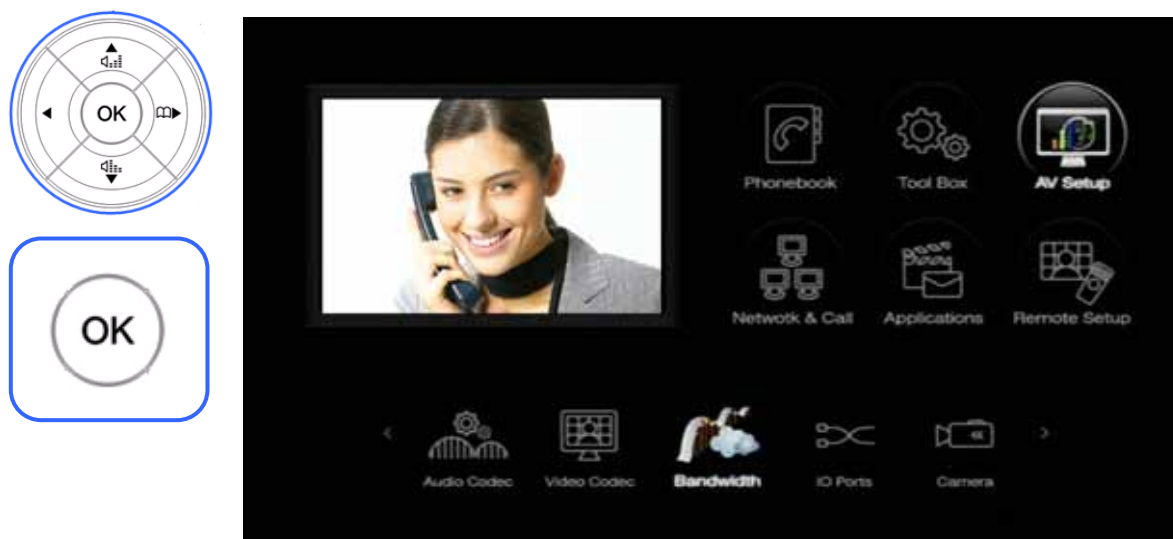 OK
OK
Phonebook Tool Box AV Setup
Netwotk & Call Applications Remote Setup
Audio Codec Video Codec Bandwidth IO Ports Camera